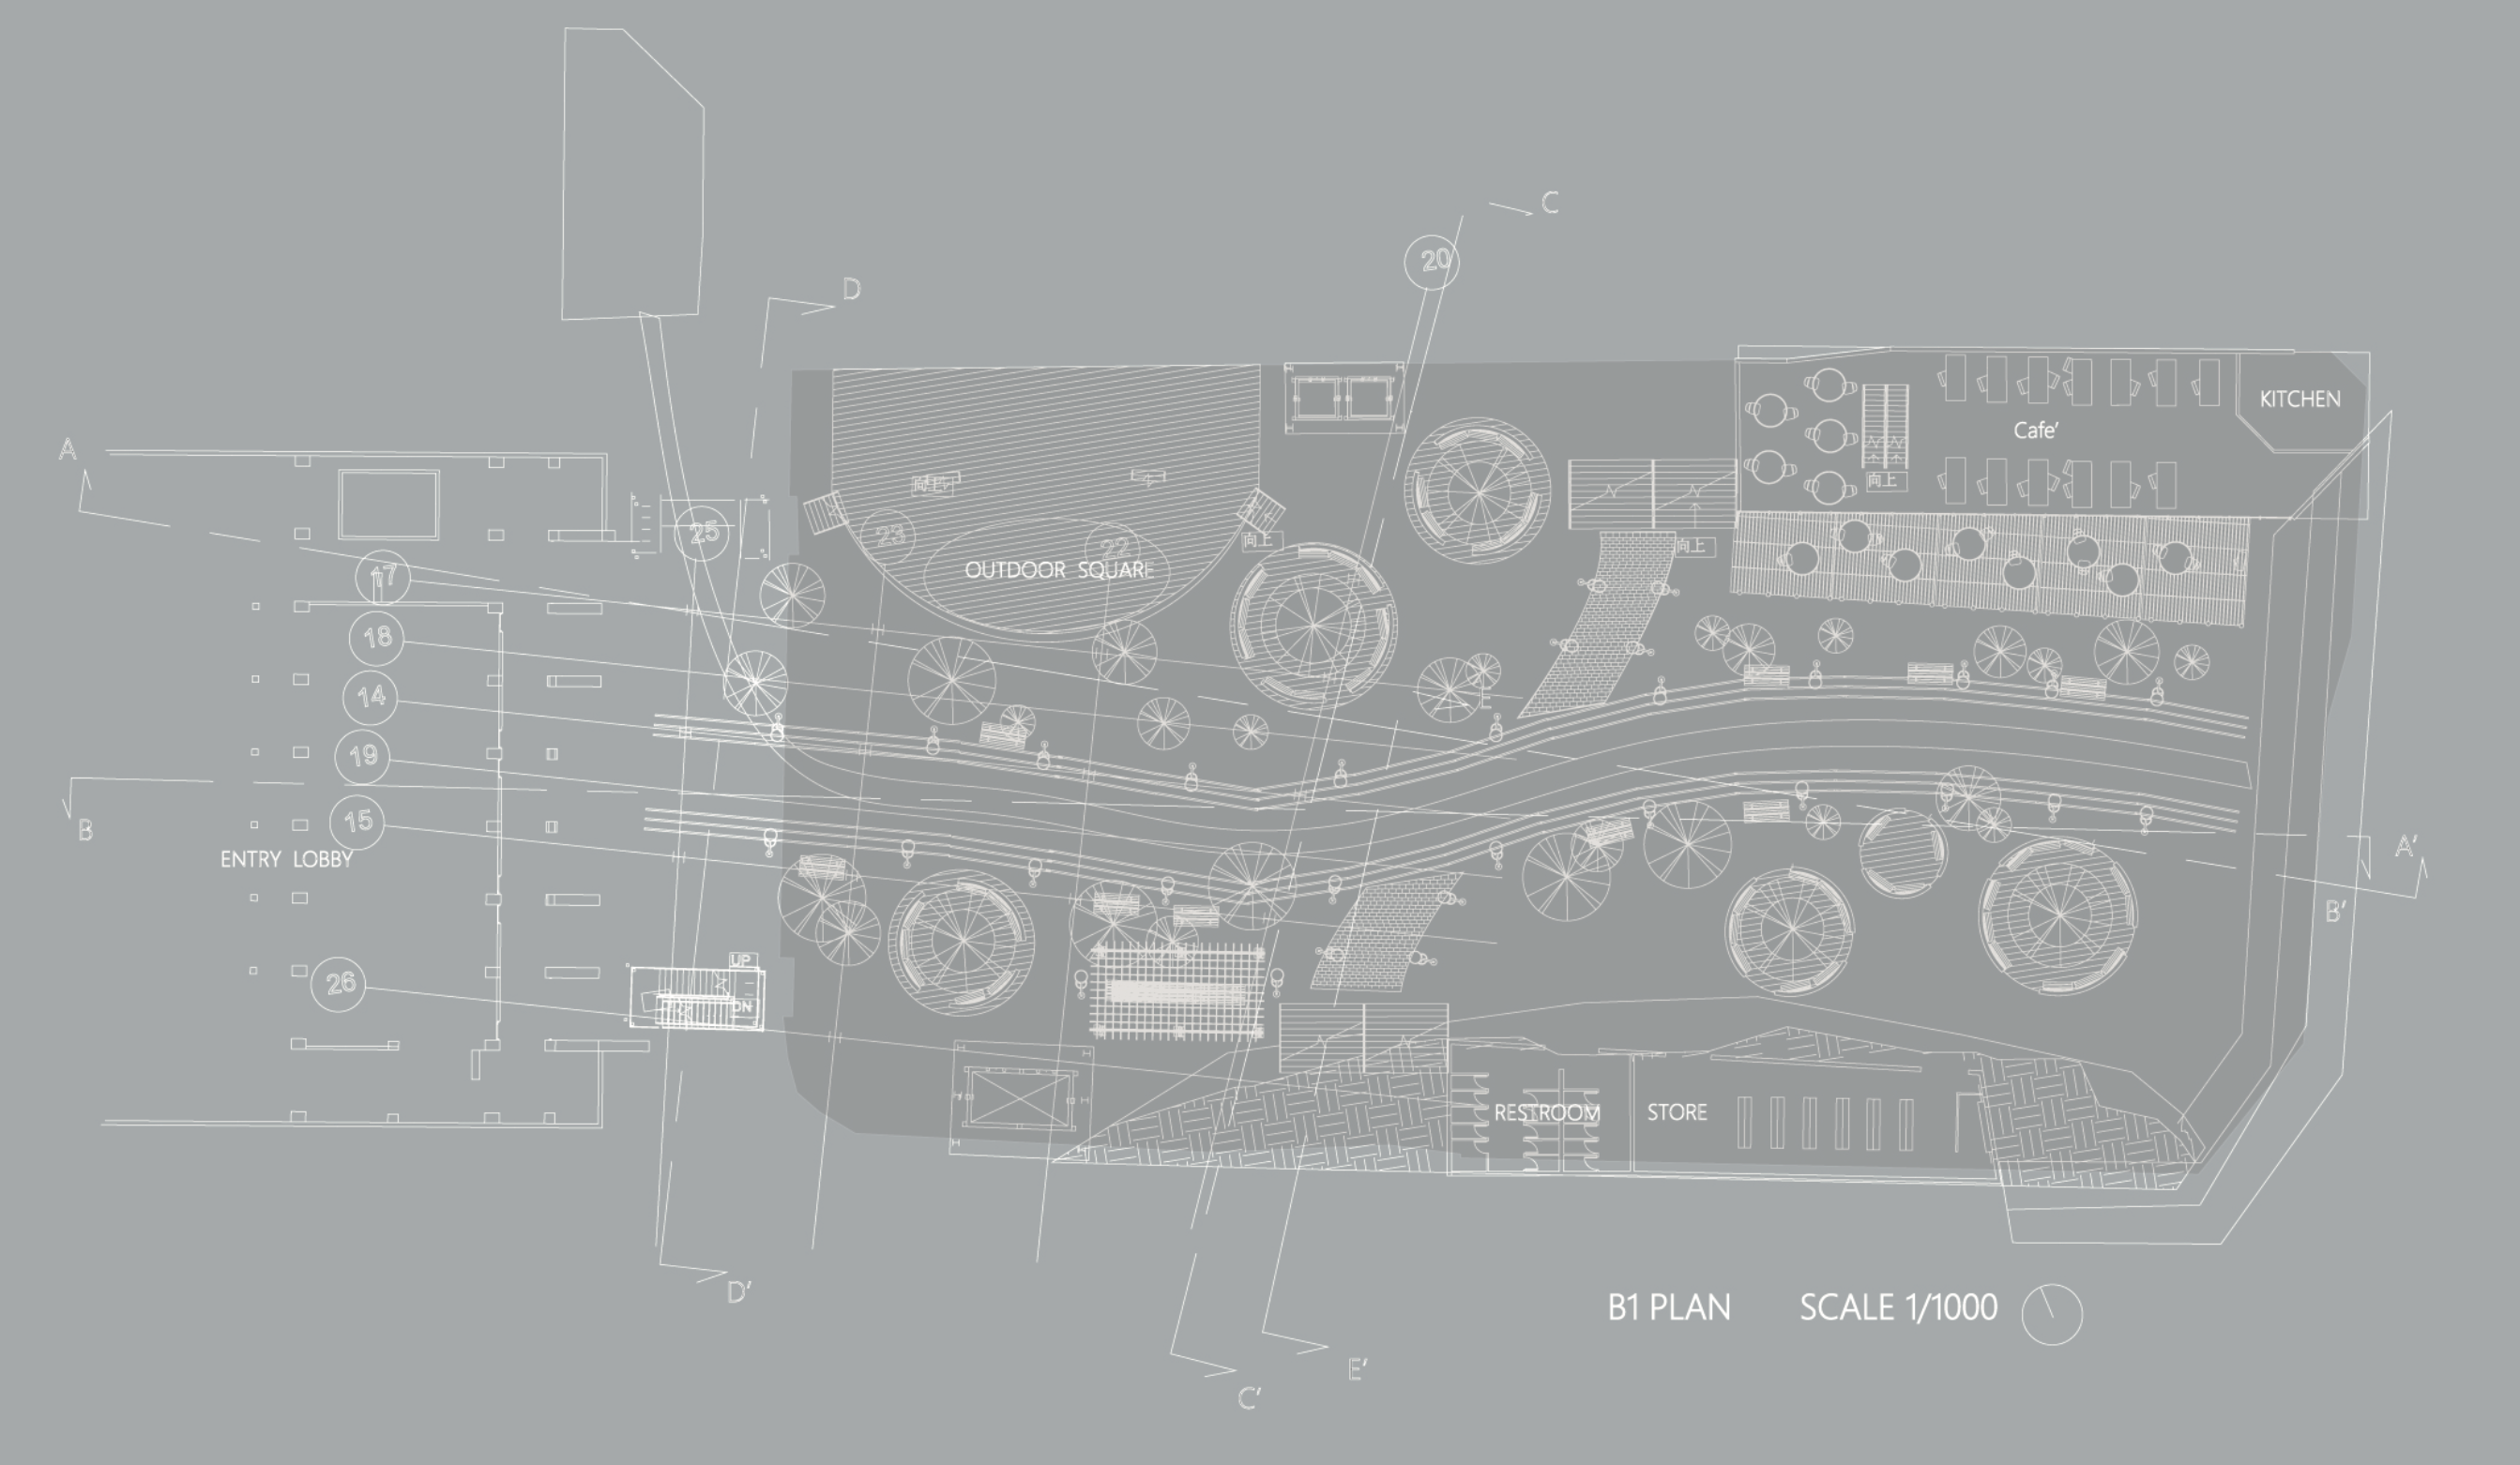 C
20
D
KITCHEN
Cafe'
A
向上
向上
25
23
22
向上
向上
OUTDOOR SQUARE
17
18
E
14
19
15
B
ENTRY LOBBY
A'
B'
UP
26
DN
RESTROOM
STORE
D'
B1 PLAN SCALE 1/1000
E'
C'